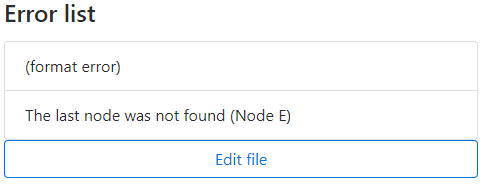 Error list
(format error)
The last node was not found (Node E)
Edit file